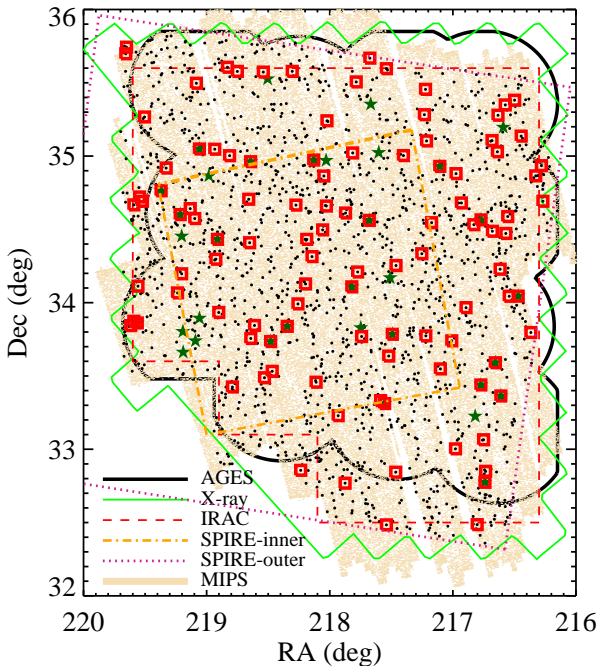 36
35
34
33
32
Dec (deg)
AGES
X-ray
IRAC
SPIRE-inner
SPIRE-outer
MIPS
220
219
218
217
216
RA (deg)